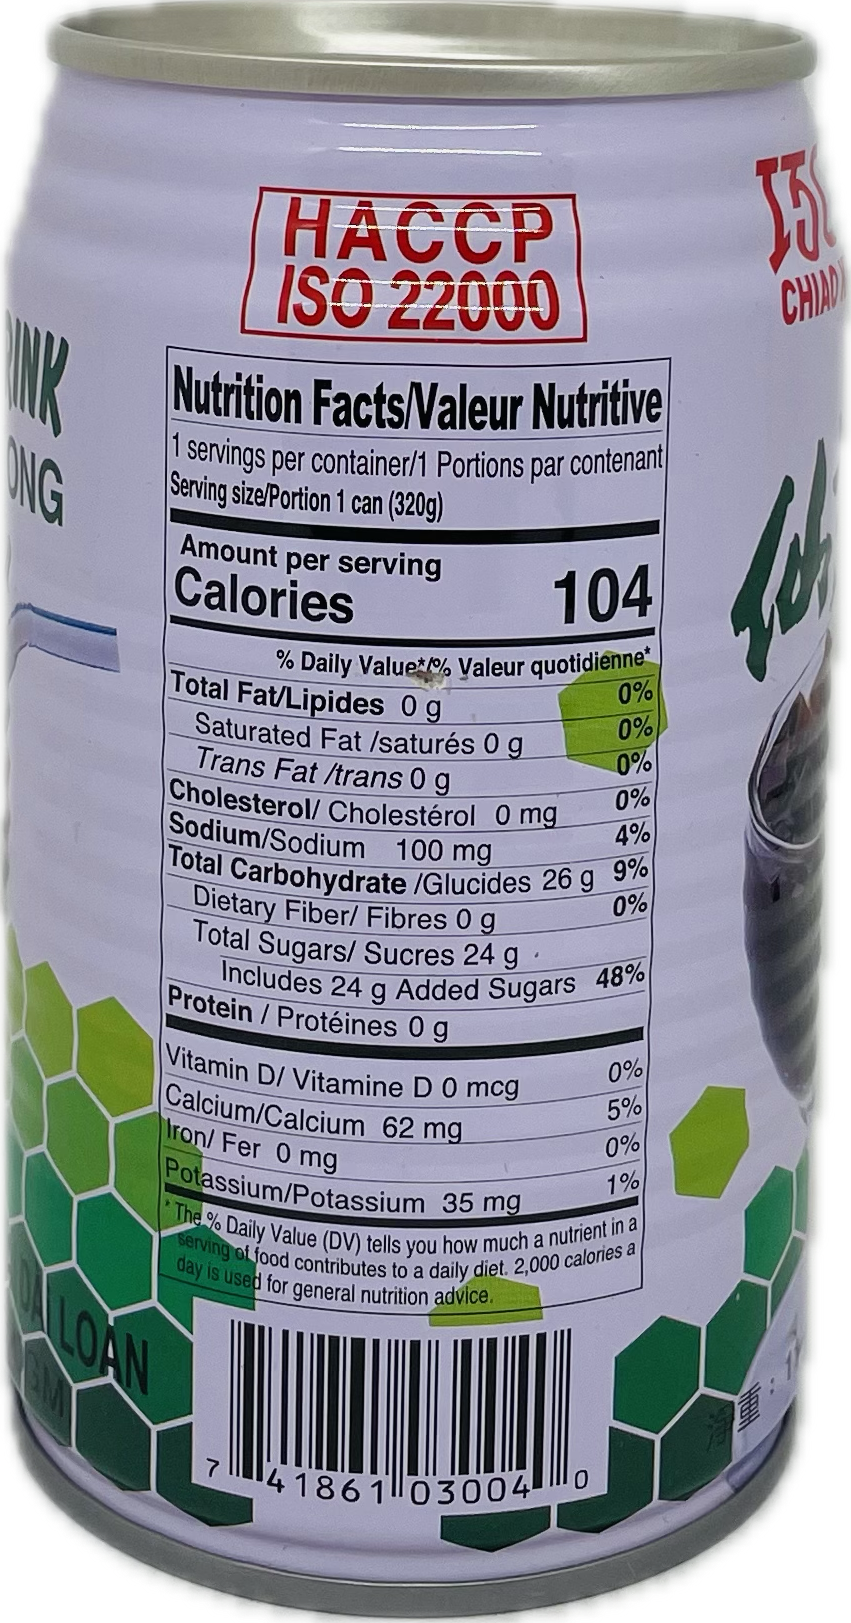 HACCP
ISO 22000
RINK
ONG
CHIAO
Nutrition Facts/Valeur Nutritive
1 servings per container/1 Portions par contenant
Serving size/Portion 1 can (320g)
Amount per serving
Calories 104
% Daily Value*/% Valeur quotidienne*
Total Fat/Lipides 0 g 0%
Saturated Fat /saturés 0 g 0%
Trans Fat /trans 0 g 0%
Cholesterol/ Cholestérol 0 mg 0%
Sodium/Sodium 100 mg 4%
Total Carbohydrate /Glucides 26 g 9%
Dietary Fiber/ Fibres 0 g 0%
Total Sugars/ Sucres 24 g
Includes 24 g Added Sugars 48%
Protein / Protéines 0 g
Vitamin D/ Vitamine D 0 mcg 0%
Calcium/Calcium 62 mg 5%
Iron/ Fer 0 mg 0%
Potassium/Potassium 35 mg 1%
* The % Daily Value (DV) tells you how much a nutrient in a
serving of food contributes to a daily diet. 2,000 calories a
day is used for general nutrition advice.
LOAN
淨重:
7 41861 03004 0